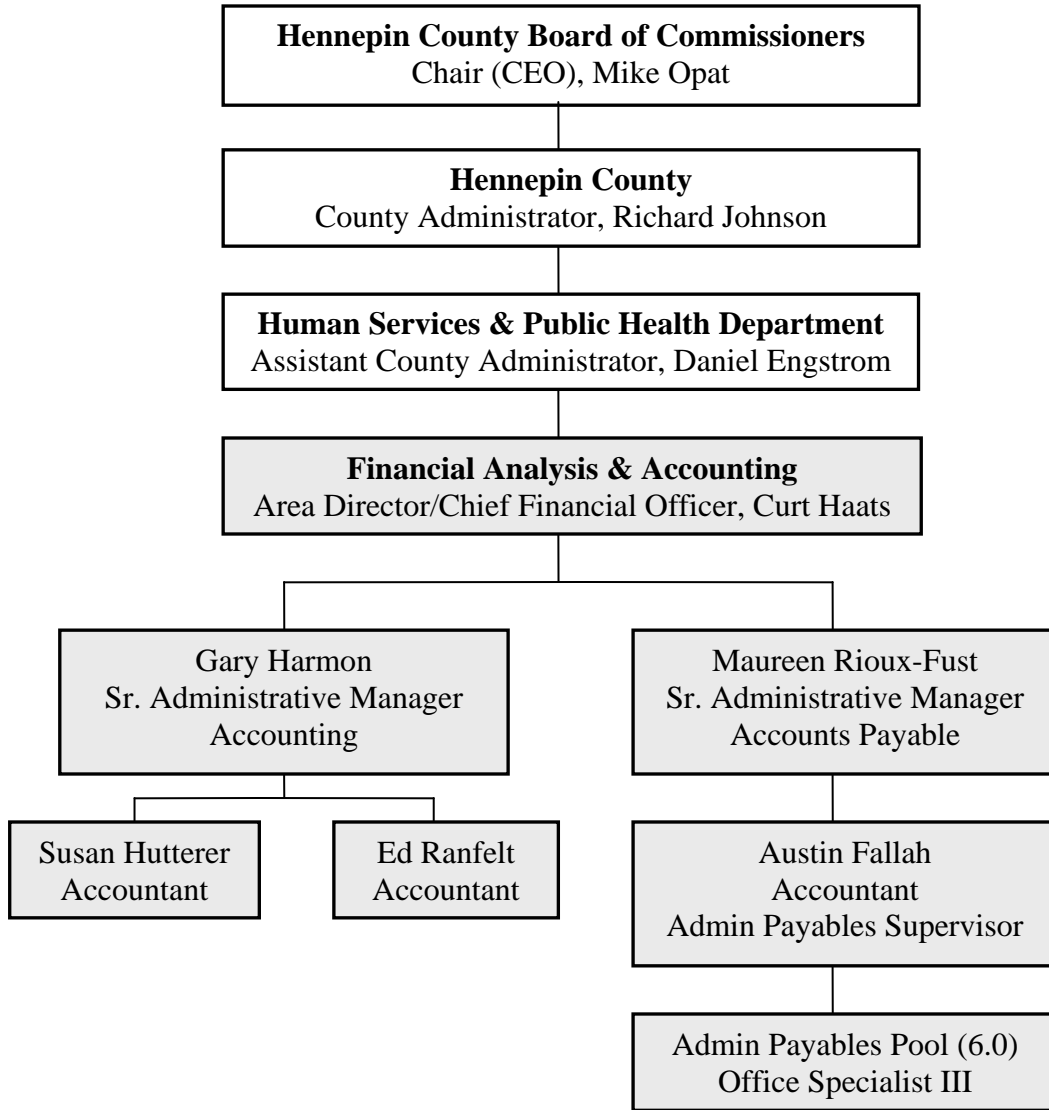 Hennepin County Board of Commissioners
Chair (CEO), Mike Opat
Hennepin County
County Administrator, Richard Johnson
Human Services & Public Health Department
Assistant County Administrator, Daniel Engstrom
Financial Analysis & Accounting
Area Director/Chief Financial Officer, Curt Haats
Gary Harmon
Sr. Administrative Manager
Accounting
Maureen Rioux-Fust
Sr. Administrative Manager
Accounts Payable
Susan Hutterer
Accountant
Ed Ranfelt
Accountant
Austin Fallah
Accountant
Admin Payables Supervisor
Admin Payables Pool (6.0)
Office Specialist III